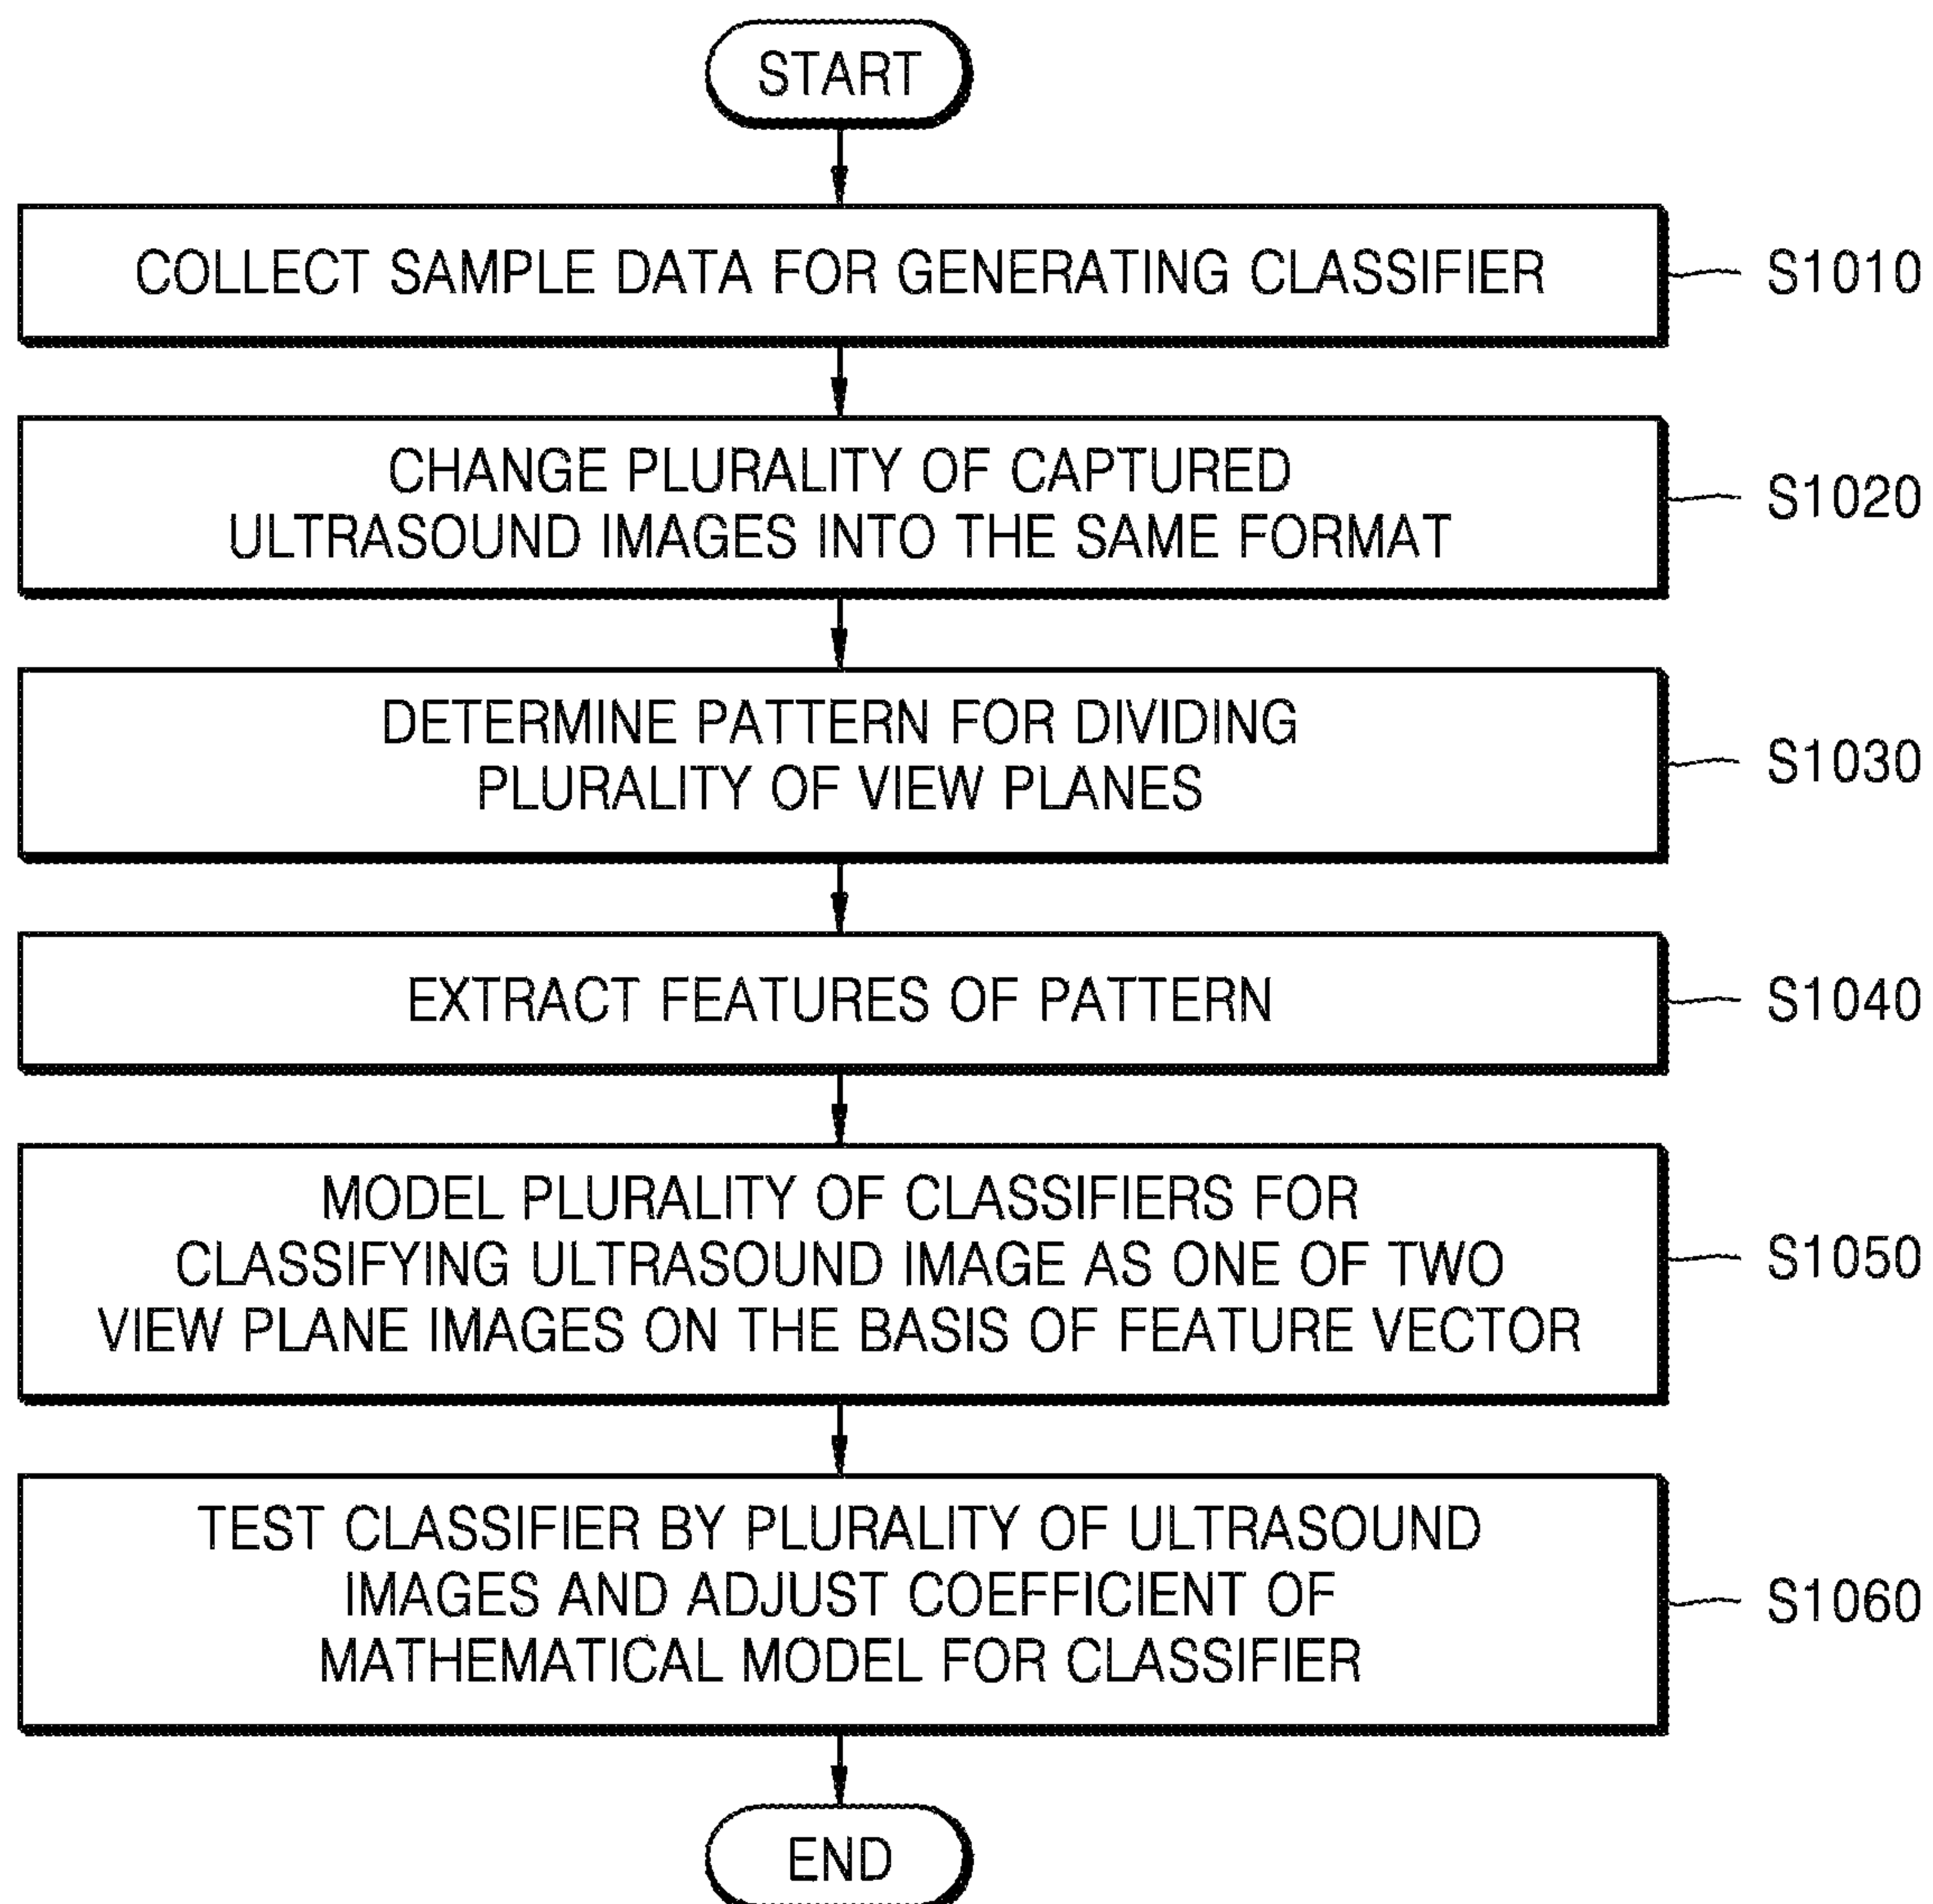 START
COLLECT SAMPLE DATA FOR GENERATING CLASSIFIER
S1010
CHANGE PLURALITY OF CAPTURED
ULTRASOUND IMAGES INTO THE SAME FORMAT
S1020
DETERMINE PATTERN FOR DIVIDING
PLURALITY OF VIEW PLANES
S1030
EXTRACT FEATURES OF PATTERN
S1040
MODEL PLURALITY OF CLASSIFIERS FOR
CLASSIFYING ULTRASOUND IMAGE AS ONE OF TWO
VIEW PLANE IMAGES ON THE BASIS OF FEATURE VECTOR
S1050
TEST CLASSIFIER BY PLURALITY OF ULTRASOUND
IMAGES AND ADJUST COEFFICIENT OF
MATHEMATICAL MODEL FOR CLASSIFIER
S1060
END